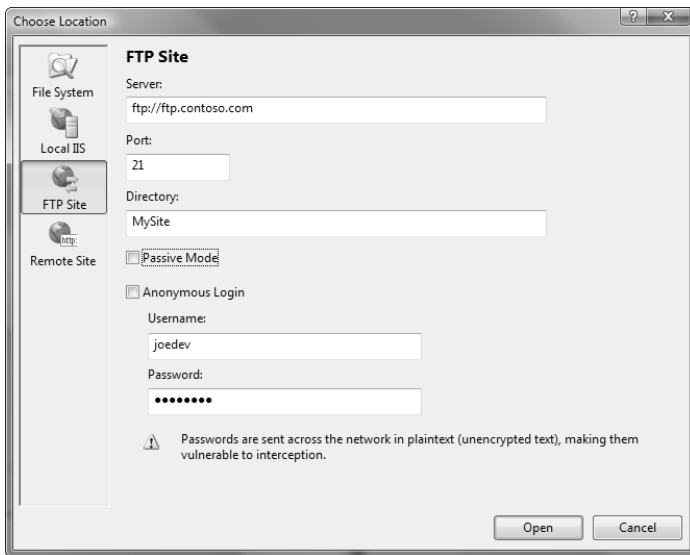 Choose Location
File System
Local IIS
FTP Site
http:
Remote Site
FTP Site
Server:
ftp://ftp.contoso.com
Port:
21
Directory:
MySite
Passive Mode
Anonymous Login
Username:
joedev
Password:
••••••••
Passwords are sent across the network in plaintext (unencrypted text), making them
vulnerable to interception.
Open
Cancel